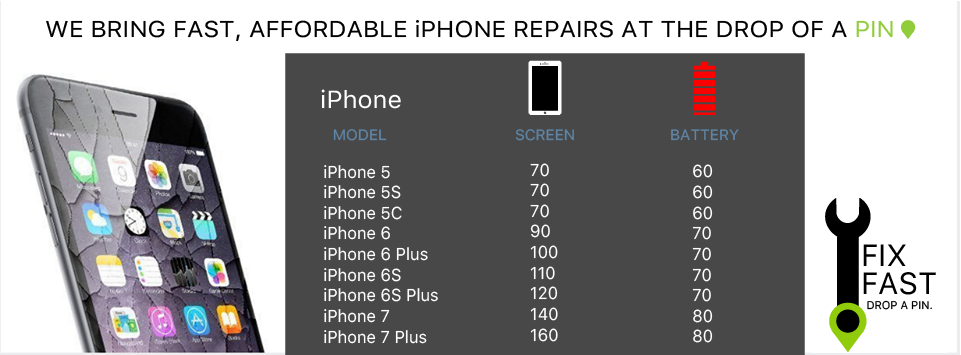 WE BRING FAST, AFFORDABLE iPHONE REPAIRS AT THE DROP OF A PIN
iPhone
MODEL SCREEN BATTERY
iPhone 5 70 60
iPhone 5S 70 60
iPhone 5C 70 60
iPhone 6 90 70
iPhone 6 Plus 100 70
iPhone 6S 110 70
iPhone 6S Plus 120 70
iPhone 7 140 80
iPhone 7 Plus 160 80
FIX
FAST
DROP A PIN.